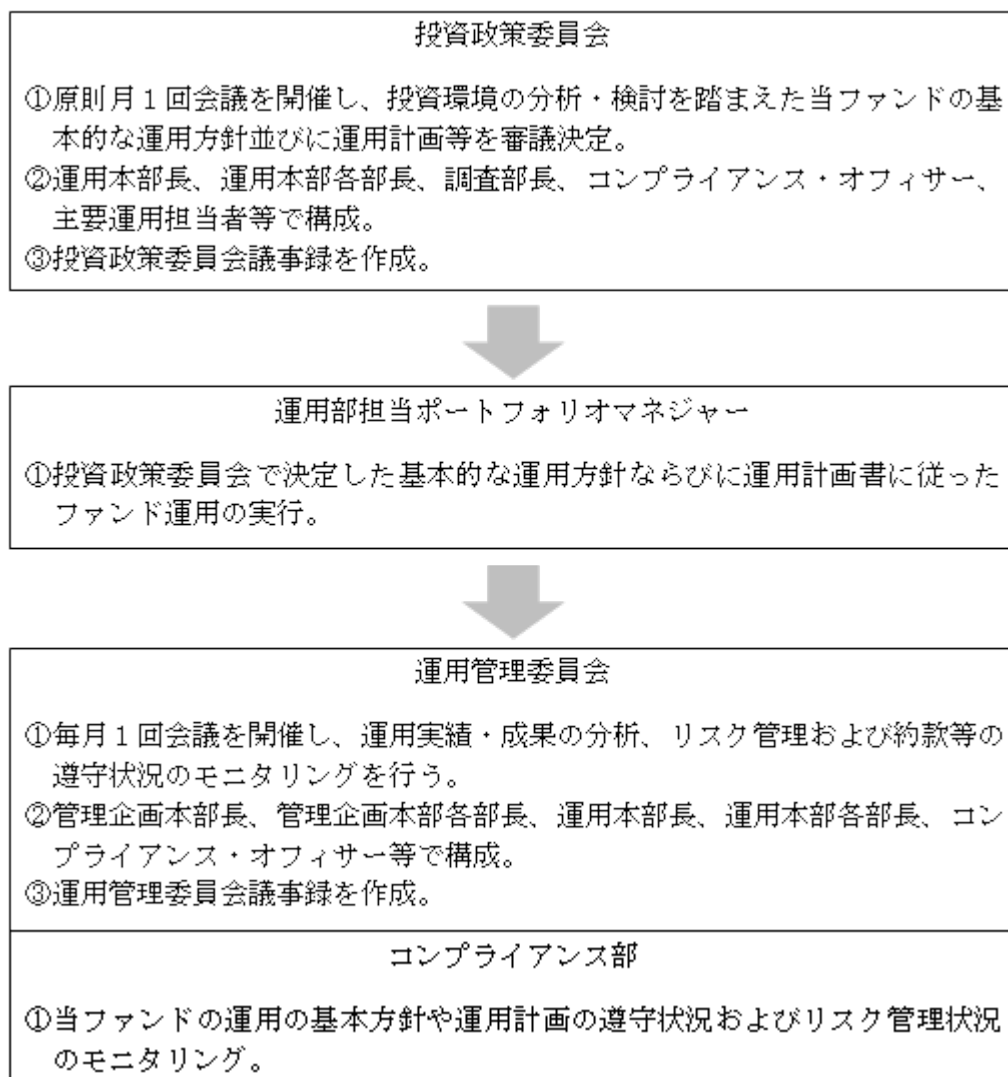 投資政策委員会
①原則月１回会議を開催し、投資環境の分析・検討を踏まえた当ファンドの基
本的な運用方針並びに運用計画等を審議決定。
②運用本部長、運用本部各部長、調査部長、コンプライアンス・オフィサー、
主要運用担当者等で構成。
③投資政策委員会議事録を作成。
運用部担当ポートフォリオマネジャー
①投資政策委員会で決定した基本的な運用方針ならびに運用計画書に従った
ファンド運用の実行。
運用管理委員会
①毎月１回会議を開催し、運用実績・成果の分析、リスク管理および約款等の
遵守状況のモニタリングを行う。
②管理企画本部長、管理企画本部各部長、運用本部長、運用本部各部長、コン
プライアンス・オフィサー等で構成。
③運用管理委員会議事録を作成。
コンプライアンス部
①当ファンドの運用の基本方針や運用計画の遵守状況およびリスク管理状況
のモニタリング。